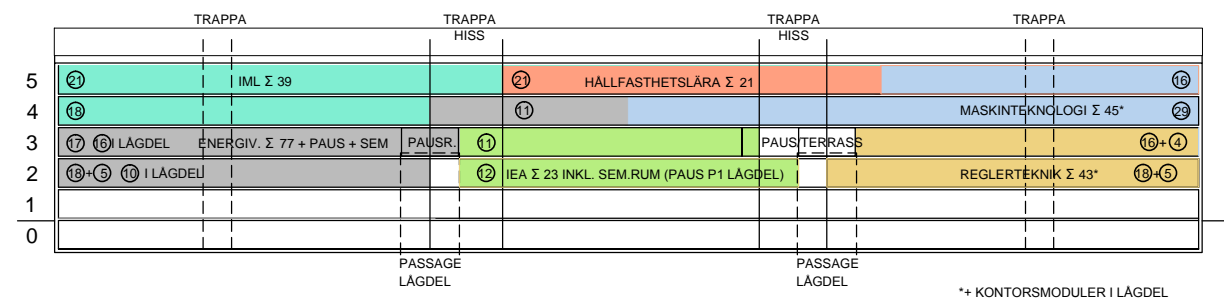 TRAPPA TRAPPA TRAPPA TRAPPA
HISS HISS
5 21 IML Σ 39 21 HÅLLFASTHETSLÄRA Σ 21 16
4 18 11 MASKINTEKNOLOGI Σ 45* 29
3 17 16 I LÅGDEL ENERGIV. Σ 77 + PAUS + SEM PAUSR. 11 PAUS/TERRASS 16+ 4
2 18+5 10 I LÅGDEL 12 IEA Σ 23 INKL. SEM.RUM (PAUS P1 LÅGDEL) REGLERTEKNIK Σ 43* 18+5
1
0
PASSAGE PASSAGE
LÅGDEL LÅGDEL
*+ KONTORSMODULER I LÅGDEL